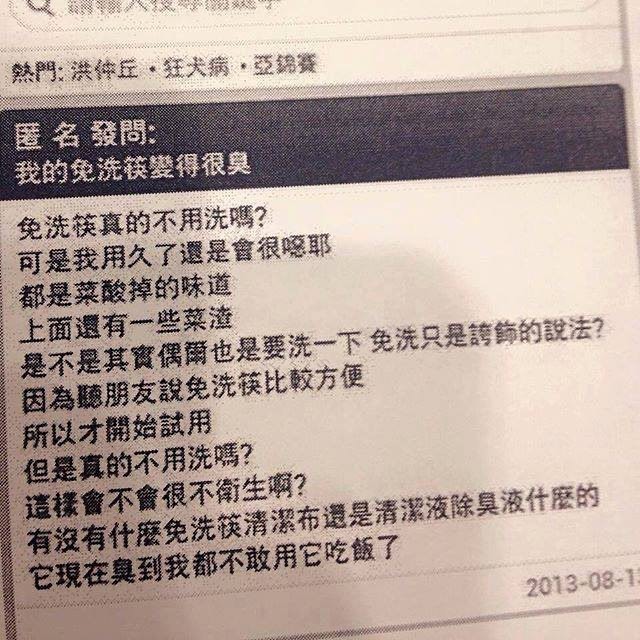 熱門: 洪仲丘 · 狂犬病 · 亞錦賽
匿名發問:
我的免洗筷變得很臭
免洗筷真的不用洗嗎?
可是我用久了還是會很噁耶
都是菜酸掉的味道
上面還有一些菜渣
是不是其實偶爾也是要洗一下 免洗只是誇飾的說法?
因為聽朋友說免洗筷比較方便
所以才開始試用
但是真的不用洗嗎?
這樣會不會很不衛生啊?
有沒有什麼免洗筷清潔布還是清潔液除臭液什麼的
它現在臭到我都不敢用它吃飯了